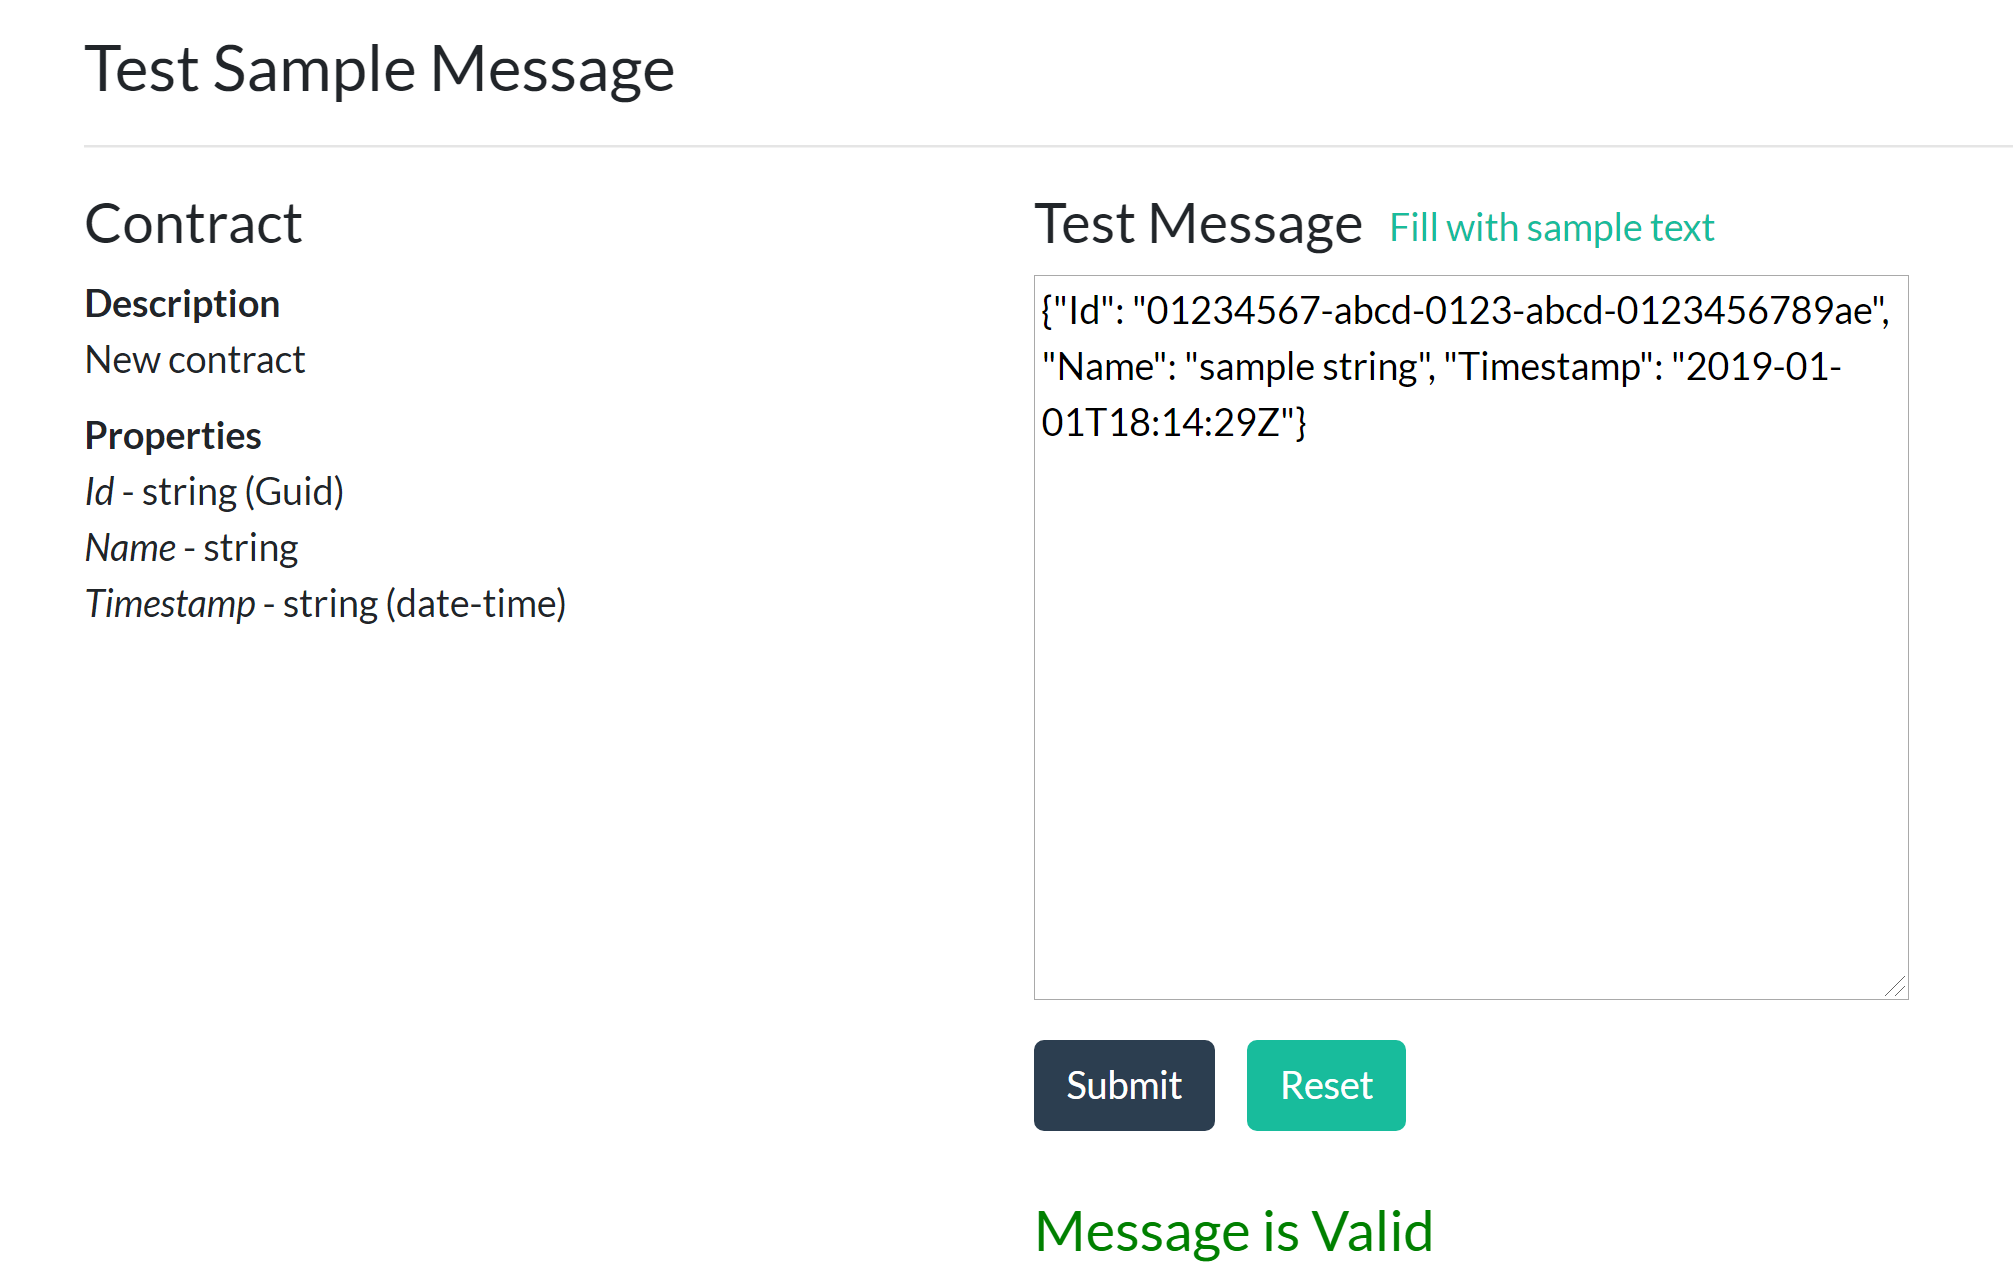 Test Sample Message
Contract
Description
New contract
Properties
Id - string (Guid)
Name - string
Timestamp - string (date-time)
Test Message Fill with sample text
{"Id": "01234567-abcd-0123-abcd-0123456789ae",
"Name": "sample string", "Timestamp": "2019-01-
01T18:14:29Z"}
Submit Reset
Message is Valid